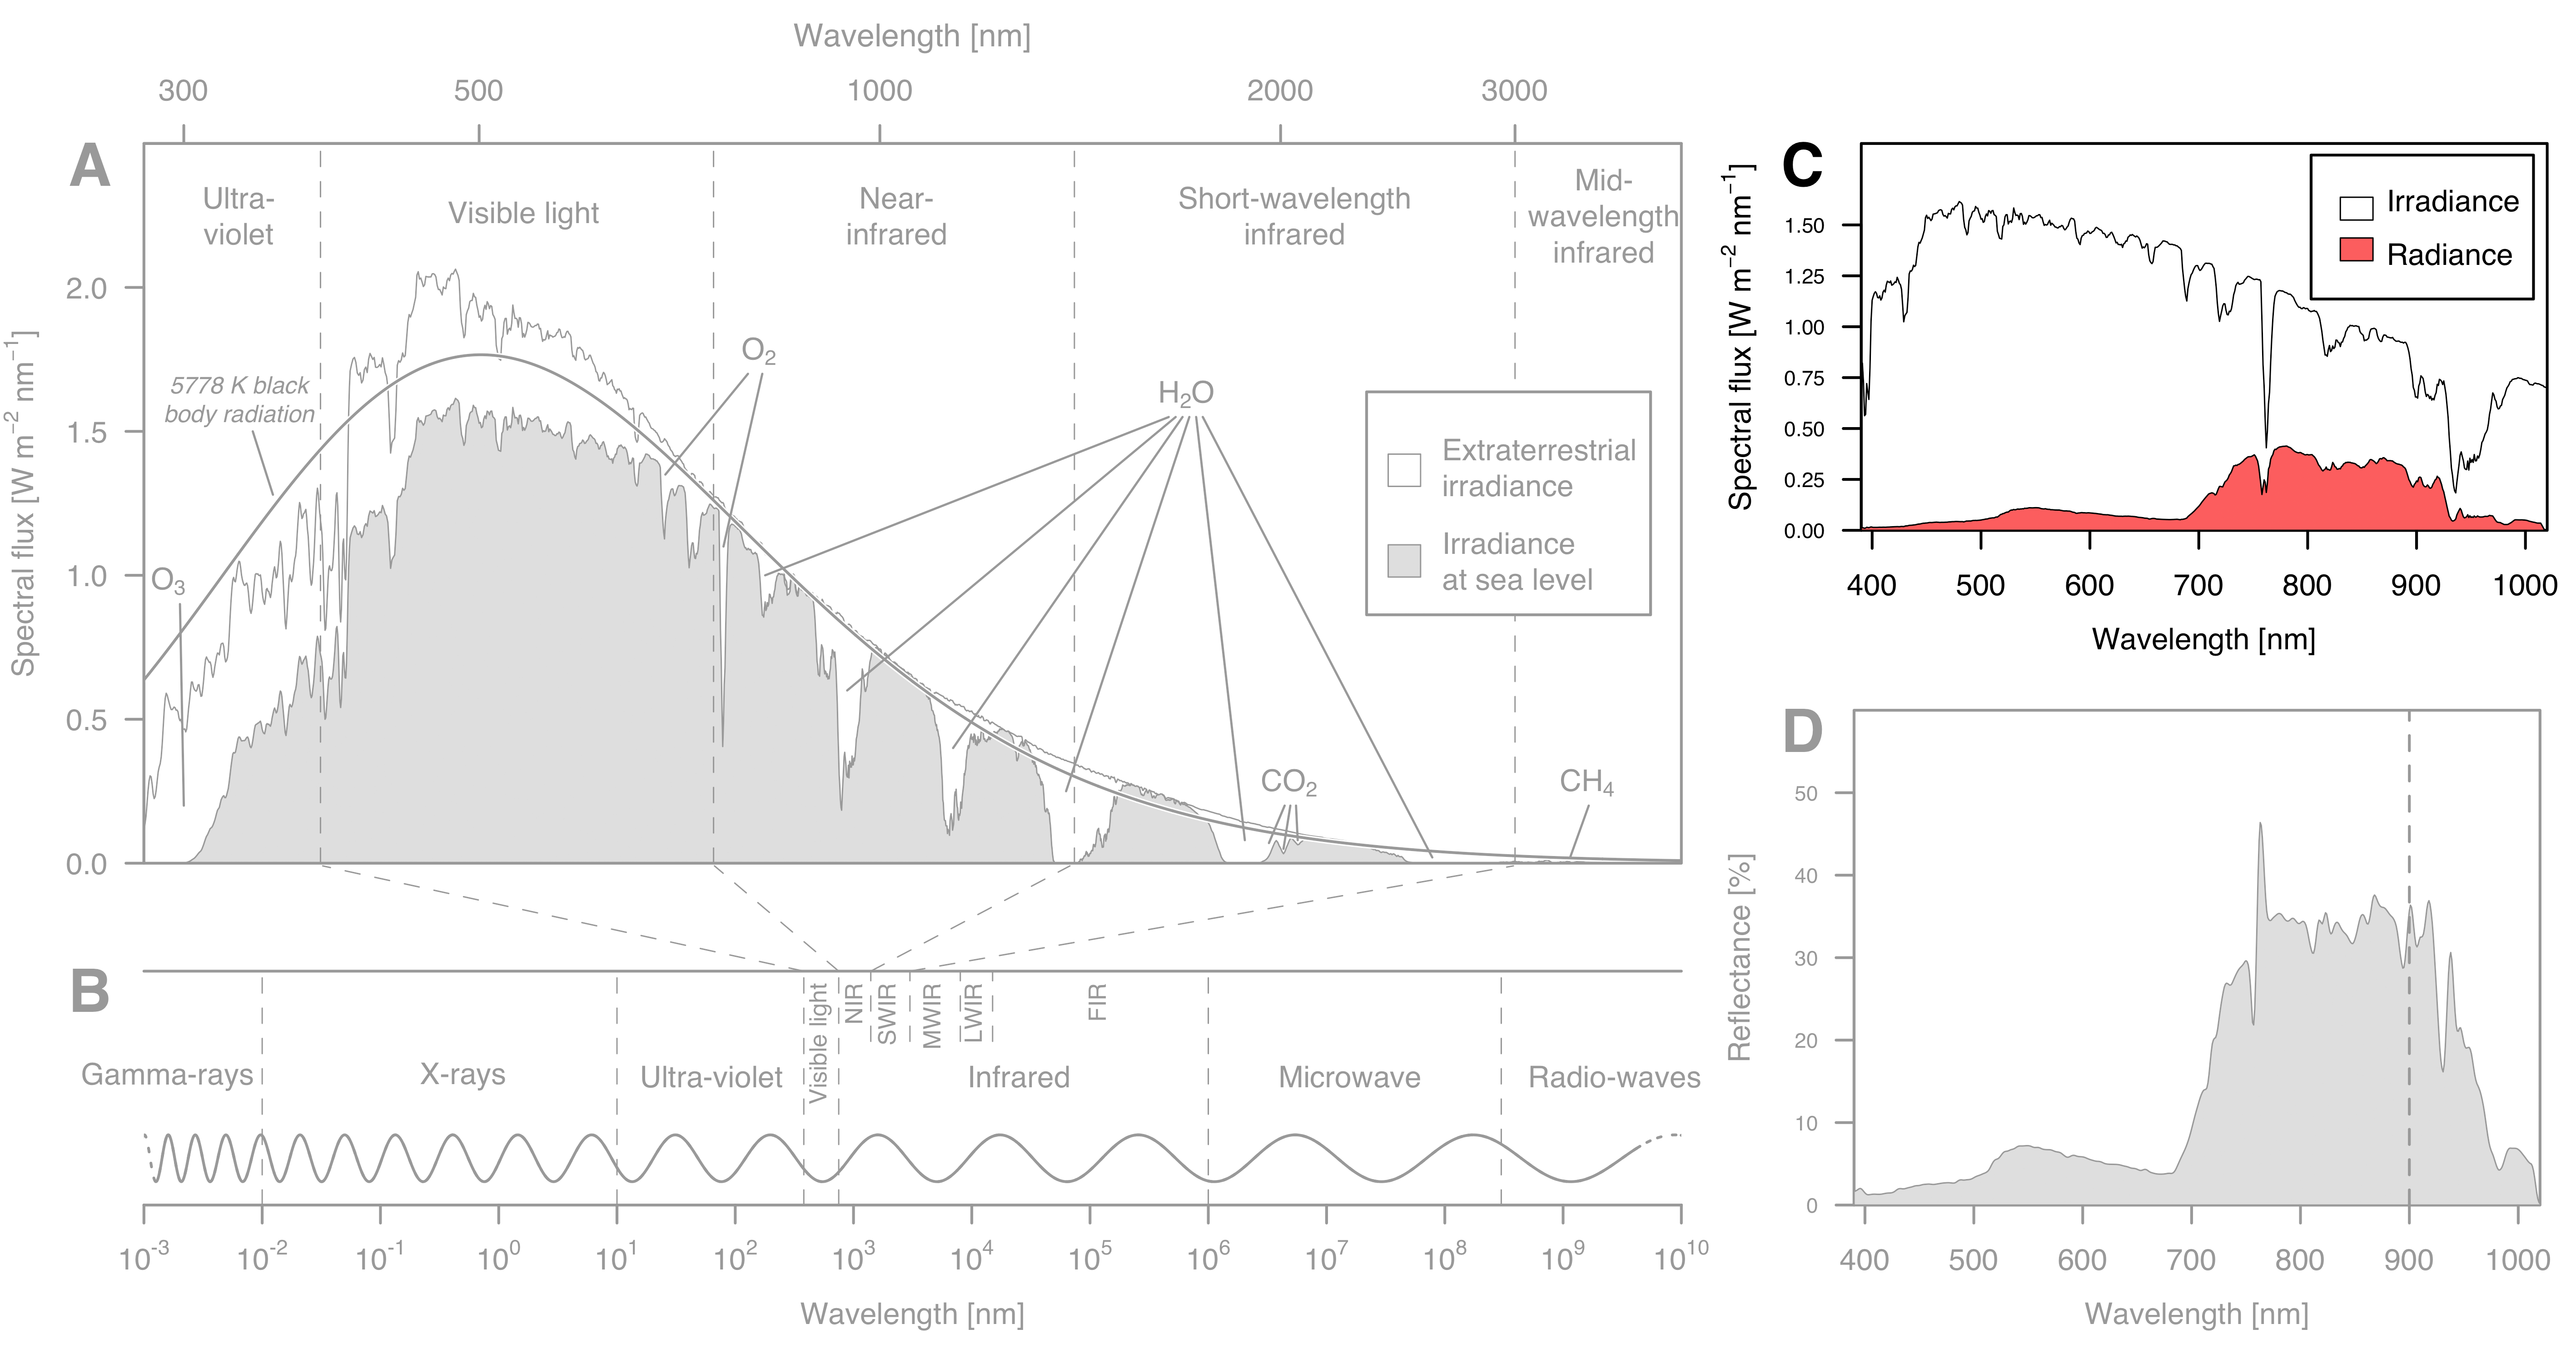 Wavelength [nm]
300 500 1000 2000 3000
A
Ultra-
violet
Visible light
Near-
infrared
Short-wavelength
infrared
Mid-
wavelength
infrared
2.0
1.5
1.0
0.5
0.0
Spectral flux [W m⁻² nm⁻¹]
5778 K black
body radiation
O₃
O₂
H₂O
CO₂
CH₄
Extraterrestrial
irradiance
Irradiance
at sea level
B
Visible light
NIR
SWIR
MWIR
LWIR
FIR
Gamma-rays
X-rays
Ultra-violet
Infrared
Microwave
Radio-waves
10⁻³ 10⁻² 10⁻¹ 10⁰ 10¹ 10² 10³ 10⁴ 10⁵ 10⁶ 10⁷ 10⁸ 10⁹ 10¹⁰
Wavelength [nm]
C
Irradiance
Radiance
1.50
1.25
1.00
0.75
0.50
0.25
0.00
Spectral flux [W m⁻² nm⁻¹]
400 500 600 700 800 900 1000
Wavelength [nm]
D
50
40
30
20
10
0
Reflectance [%]
400 500 600 700 800 900 1000
Wavelength [nm]